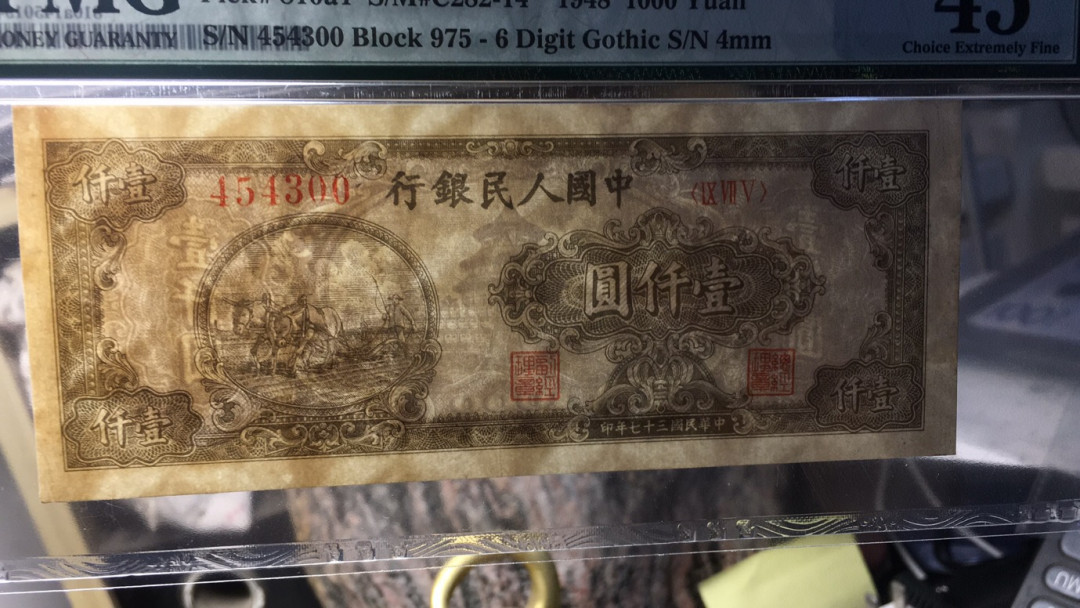 Pick# 810a1 S/M#C282-14 1948 1000 Yuan
45
MONEY GUARANTY
S/N 454300 Block 975 - 6 Digit Gothic S/N 4mm
Choice Extremely Fine
仟壹
仟壹
454300
行銀民人國中
〈ⅨⅦⅤ〉
圓仟壹
印年七十三國民華中
仟壹
仟壹